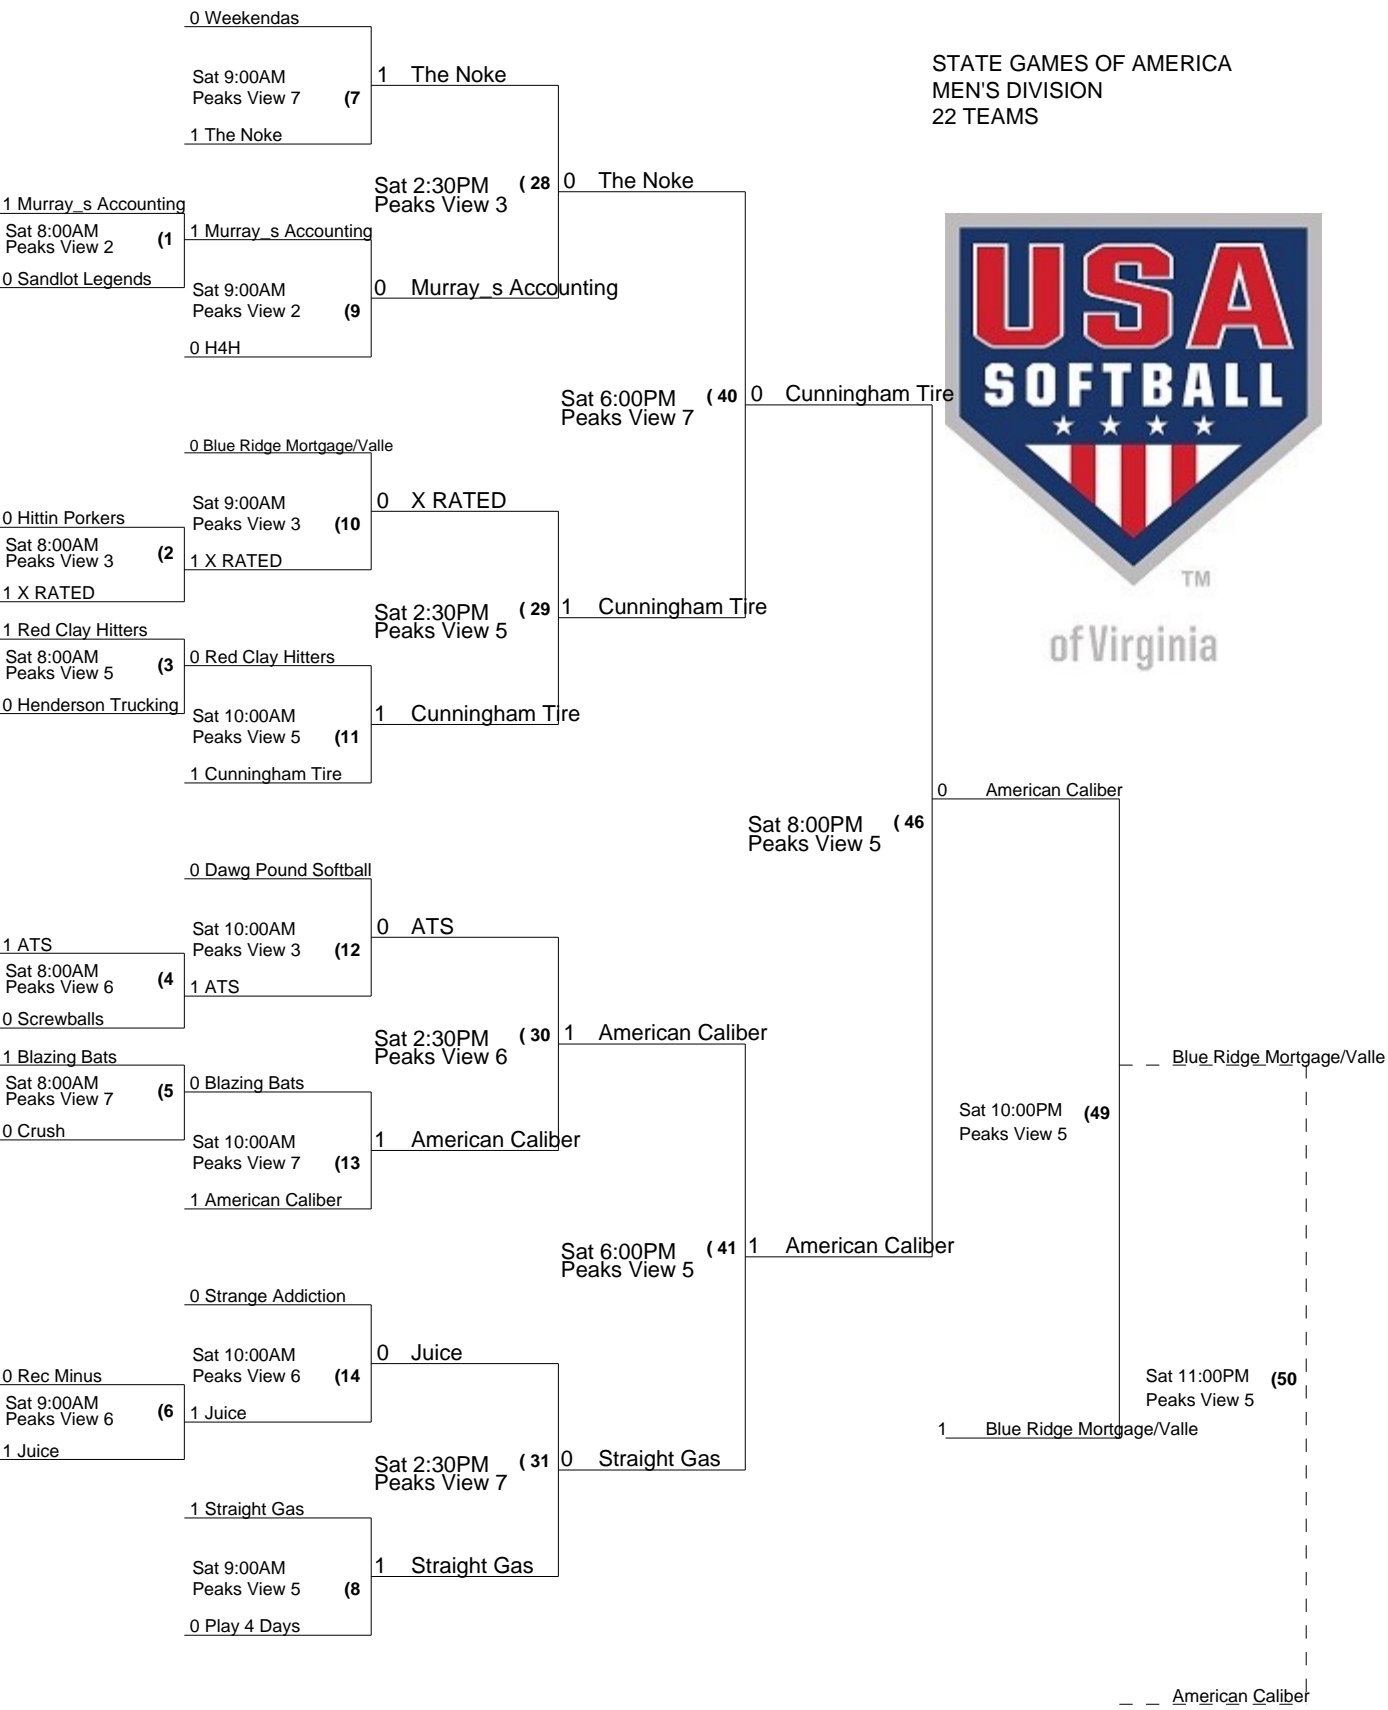 0 Weekendas
Sat 9:00AM
Peaks View 7 (7
1 The Noke
1 The Noke
STATE GAMES OF AMERICA
MEN'S DIVISION
22 TEAMS
Sat 2:30PM (28
Peaks View 3
0 The Noke
1 Murray_s Accounting
Sat 8:00AM
Peaks View 2 (1
0 Sandlot Legends
1 Murray_s Accounting
Sat 9:00AM
Peaks View 2 (9
0 H4H
0 Murray_s Accounting
USA
SOFTBALL
TM
of Virginia
Sat 6:00PM (40
Peaks View 7
0 Cunningham Tire
0 Blue Ridge Mortgage/Valle
Sat 9:00AM
Peaks View 3 (10
1 X RATED
0 X RATED
0 Hittin Porkers
Sat 8:00AM
Peaks View 3 (2
1 X RATED
Sat 2:30PM (29
Peaks View 5
1 Cunningham Tire
1 Red Clay Hitters
Sat 8:00AM
Peaks View 5 (3
0 Henderson Trucking
0 Red Clay Hitters
Sat 10:00AM
Peaks View 5 (11
1 Cunningham Tire
1 Cunningham Tire
Sat 8:00PM (46
Peaks View 5
0 American Caliber
0 Dawg Pound Softball
Sat 10:00AM
Peaks View 3 (12
1 ATS
0 ATS
1 ATS
Sat 8:00AM
Peaks View 6 (4
0 Screwballs
Sat 2:30PM (30
Peaks View 6
1 American Caliber
1 Blazing Bats
Sat 8:00AM
Peaks View 7 (5
0 Crush
0 Blazing Bats
Sat 10:00AM
Peaks View 7 (13
1 American Caliber
1 American Caliber
Blue Ridge Mortgage/Valle
Sat 10:00PM (49
Peaks View 5
Sat 6:00PM (41
Peaks View 5
1 American Caliber
0 Strange Addiction
Sat 10:00AM
Peaks View 6 (14
1 Juice
0 Juice
0 Rec Minus
Sat 9:00AM
Peaks View 6 (6
1 Juice
Sat 11:00PM (50
Peaks View 5
1 Blue Ridge Mortgage/Valle
Sat 2:30PM (31
Peaks View 7
0 Straight Gas
1 Straight Gas
Sat 9:00AM
Peaks View 5 (8
0 Play 4 Days
1 Straight Gas
American Caliber